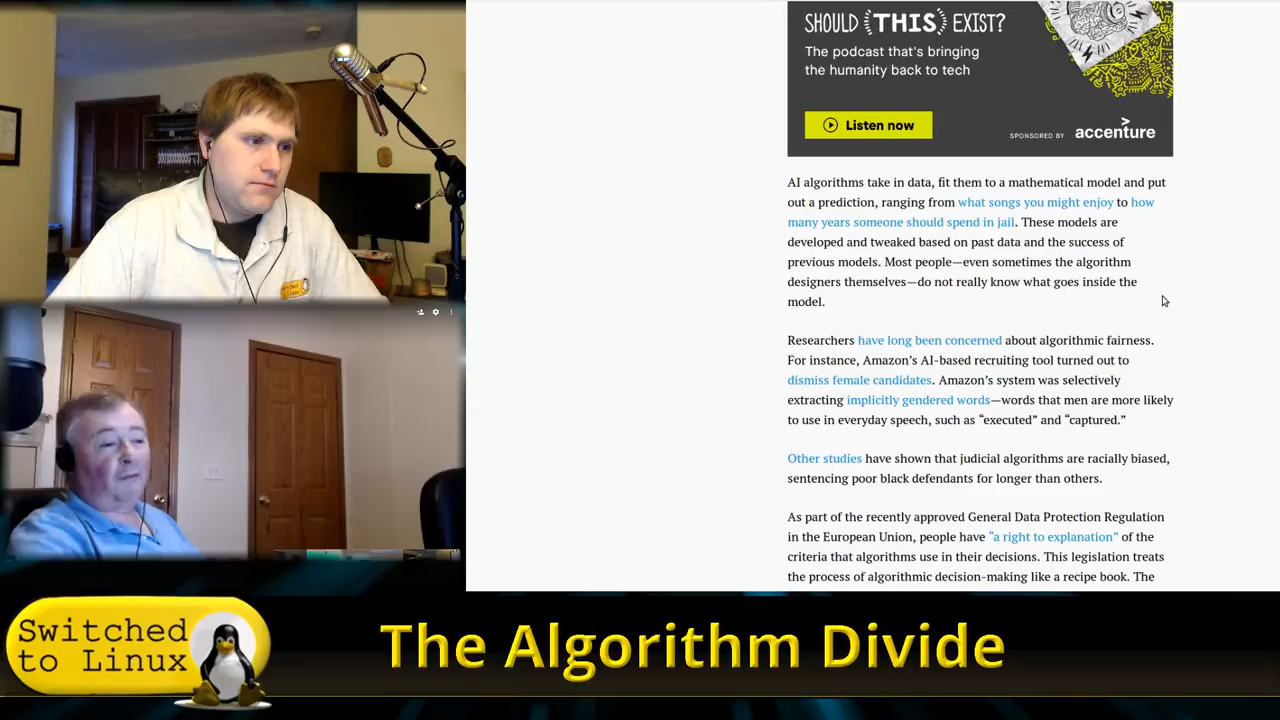 SHOULD (THIS) EXIST?
The podcast that's bringing
the humanity back to tech
Listen now
SPONSORED BY accenture
AI algorithms take in data, fit them to a mathematical model and put
out a prediction, ranging from what songs you might enjoy to how
many years someone should spend in jail. These models are
developed and tweaked based on past data and the success of
previous models. Most people—even sometimes the algorithm
designers themselves—do not really know what goes inside the
model.
Researchers have long been concerned about algorithmic fairness.
For instance, Amazon's AI-based recruiting tool turned out to
dismiss female candidates. Amazon's system was selectively
extracting implicitly gendered words—words that men are more likely
to use in everyday speech, such as “executed” and “captured.”
Other studies have shown that judicial algorithms are racially biased,
sentencing poor black defendants for longer than others.
As part of the recently approved General Data Protection Regulation
in the European Union, people have “a right to explanation” of the
criteria that algorithms use in their decisions. This legislation treats
the process of algorithmic decision-making like a recipe book. The
Switched
to Linux
The Algorithm Divide